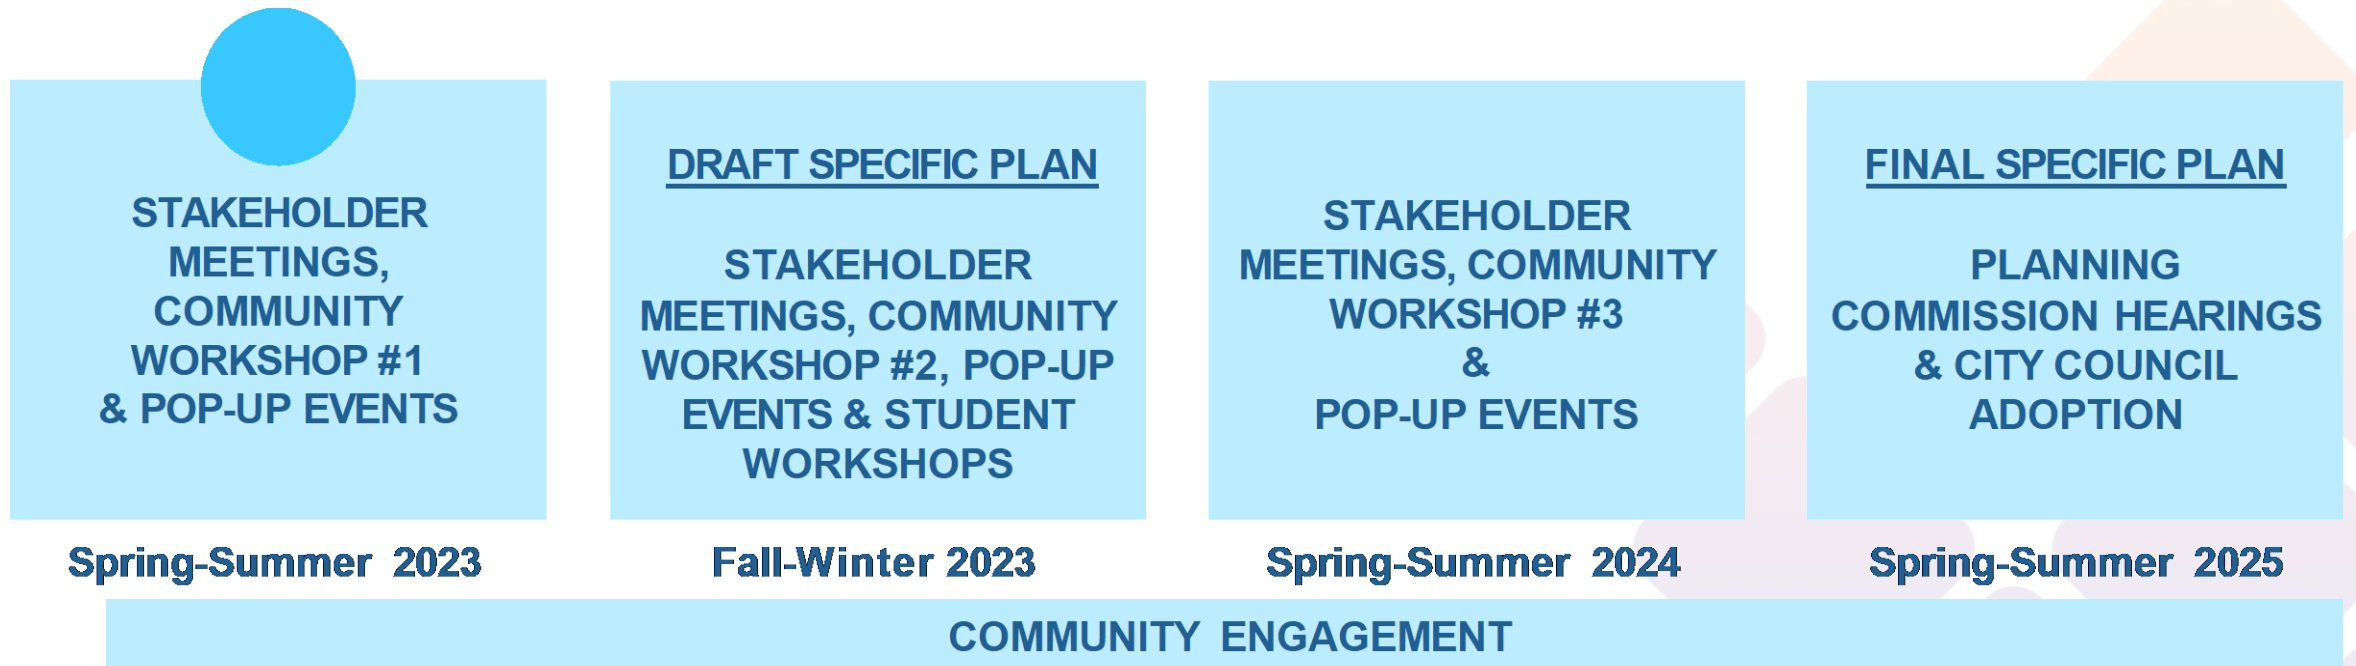 STAKEHOLDER
MEETINGS,
COMMUNITY
WORKSHOP #1
& POP-UP EVENTS
Spring-Summer 2023
DRAFT SPECIFIC PLAN
STAKEHOLDER
MEETINGS, COMMUNITY
WORKSHOP #2, POP-UP
EVENTS & STUDENT
WORKSHOPS
Fall-Winter 2023
STAKEHOLDER
MEETINGS, COMMUNITY
WORKSHOP #3
&
POP-UP EVENTS
Spring-Summer 2024
FINAL SPECIFIC PLAN
PLANNING
COMMISSION HEARINGS
& CITY COUNCIL
ADOPTION
Spring-Summer 2025
COMMUNITY ENGAGEMENT